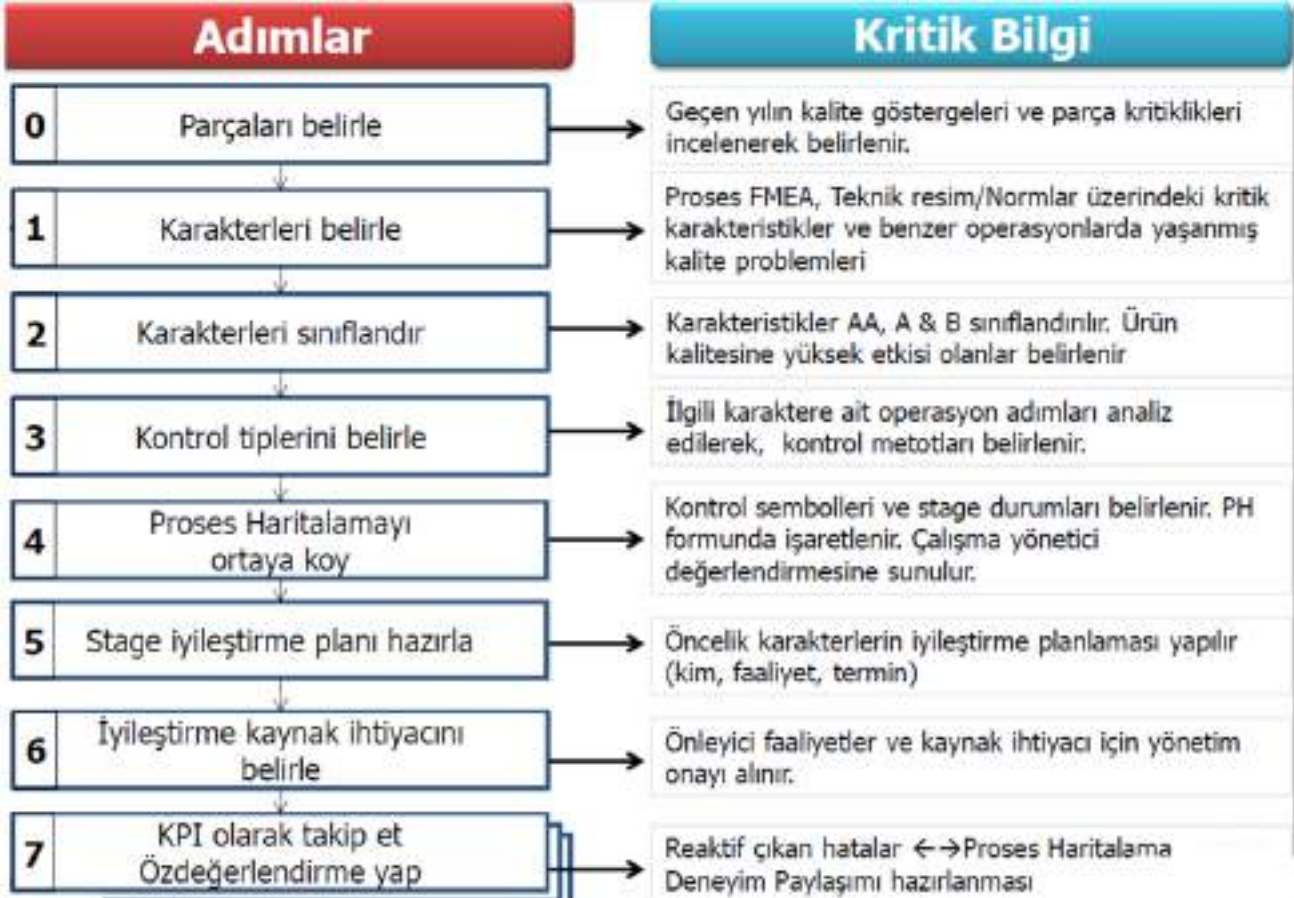 Adımlar
Kritik Bilgi
0
Parçaları belirle
Geçen yılın kalite göstergeleri ve parça kritiklikleri
incelenerek belirlenir.
1
Karakterleri belirle
Proses FMEA, Teknik resim/Normlar üzerindeki kritik
karakteristikler ve benzer operasyonlarda yaşanmış
kalite problemleri
2
Karakterleri sınıflandır
Karakteristikler AA, A & B sınıflandırılır. Ürün
kalitesine yüksek etkisi olanlar belirlenir
3
Kontrol tiplerini belirle
İlgili karaktere ait operasyon adımları analiz
edilerek, kontrol metotları belirlenir.
4
Proses Haritalamayı
ortaya koy
Kontrol sembolleri ve stage durumları belirlenir. PH
formunda işaretlenir. Çalışma yönetici
değerlendirmesine sunulur.
5
Stage iyileştirme planı hazırla
Öncelik karakterlerin iyileştirme planlaması yapılır
(kim, faaliyet, termin)
6
İyileştirme kaynak ihtiyacını
belirle
Önleyici faaliyetler ve kaynak ihtiyacı için yönetim
onayı alınır.
7
KPI olarak takip et
Özdeğerlendirme yap
Reaktif çıkan hatalar ←→Proses Haritalama
Deneyim Paylaşımı hazırlanması